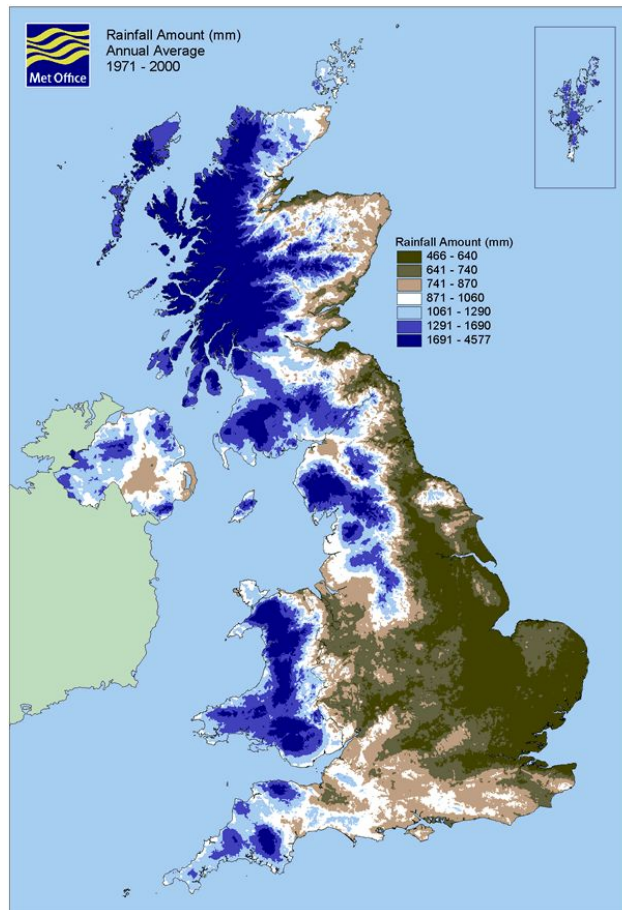 Met Office
Rainfall Amount (mm)
Annual Average
1971 - 2000
Rainfall Amount (mm)
466 - 640
641 - 740
741 - 870
871 - 1060
1061 - 1290
1291 - 1690
1691 - 4577